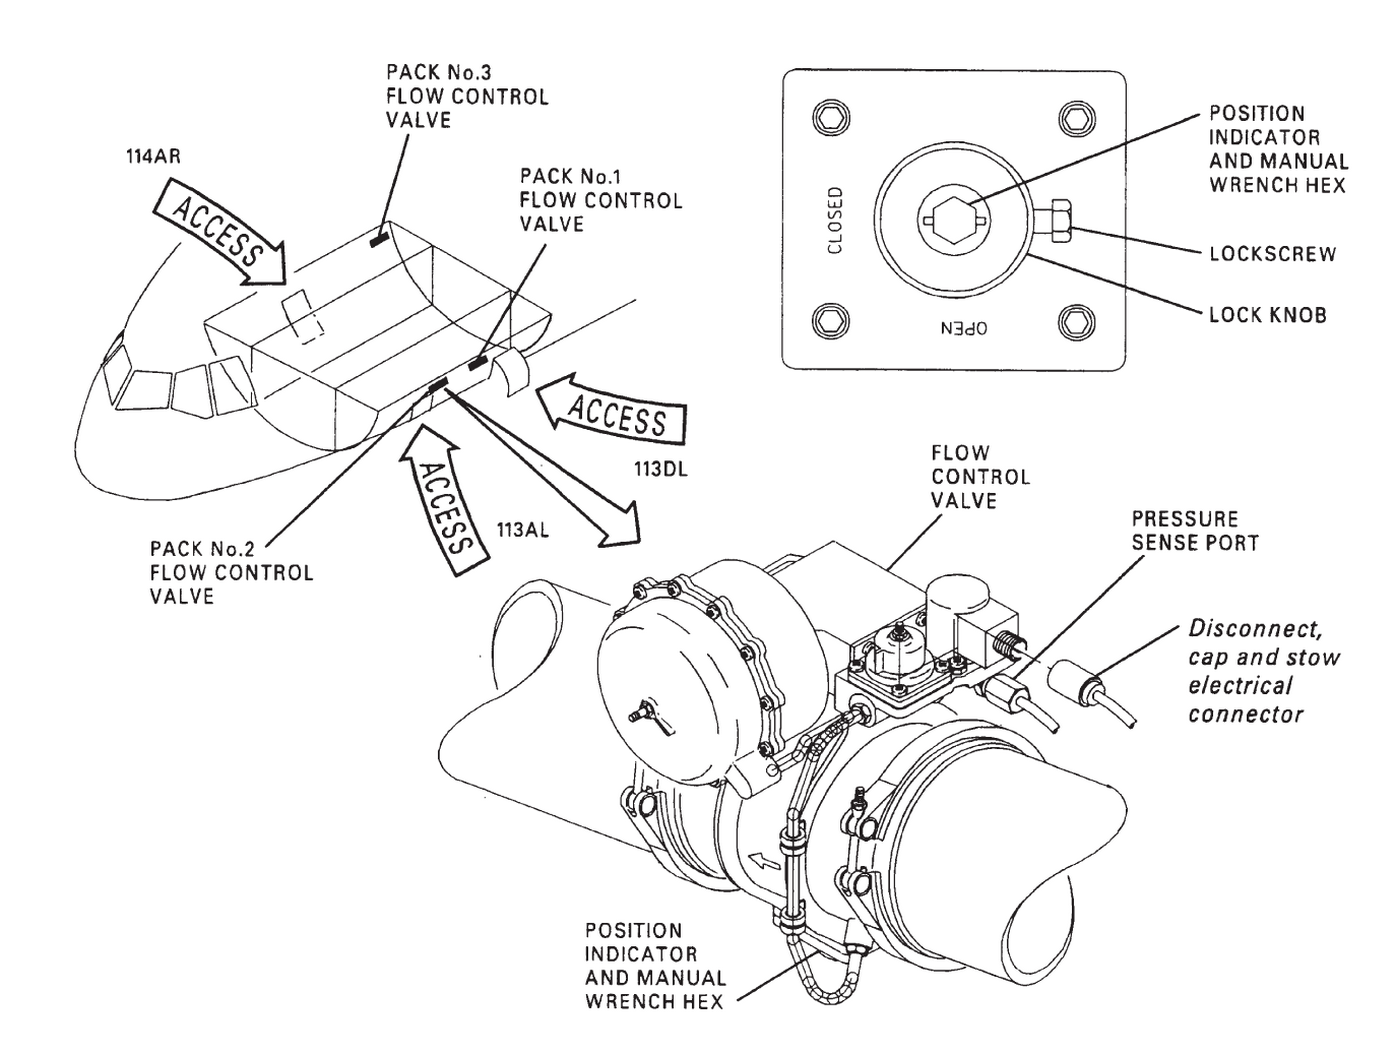 PACK No.3
FLOW CONTROL
VALVE
114AR
ACCESS
PACK No.1
FLOW CONTROL
VALVE
ACCESS
113DL
ACCESS
113AL
PACK No.2
FLOW CONTROL
VALVE
CLOSED
OPEN
POSITION
INDICATOR
AND MANUAL
WRENCH HEX
LOCKSCREW
LOCK KNOB
FLOW
CONTROL
VALVE
PRESSURE
SENSE PORT
Disconnect,
cap and stow
electrical
connector
POSITION
INDICATOR
AND MANUAL
WRENCH HEX